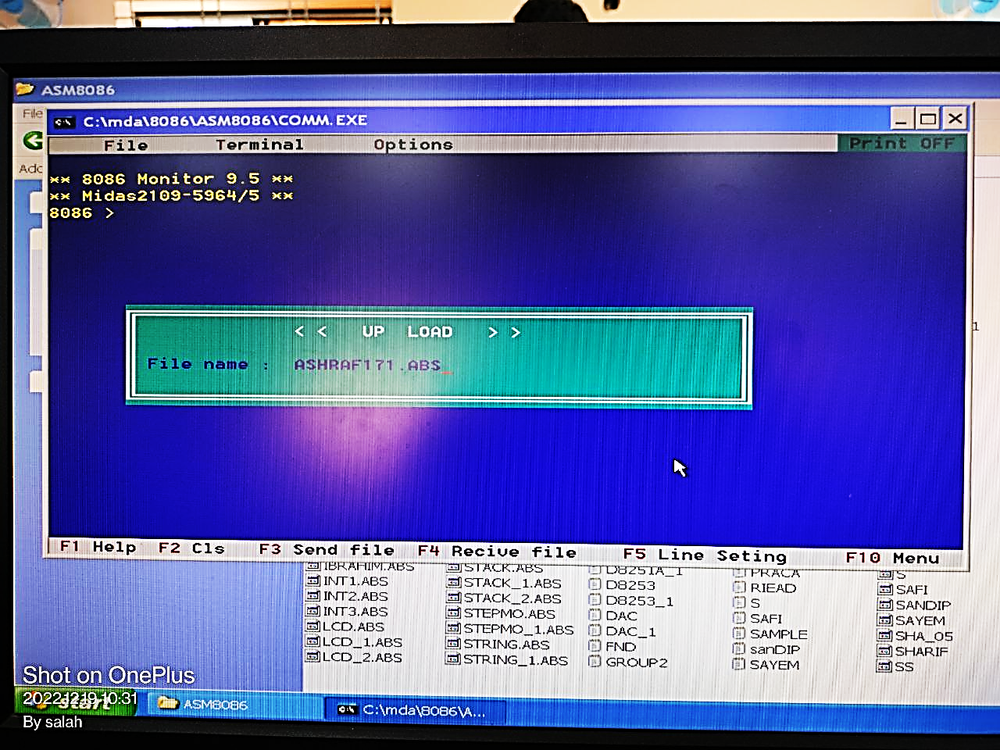 ASM8086
File
C:\mda\8086\ASM8086\COMM.EXE
File Terminal Options Print OFF
Add
** 8086 Monitor 9.5 **
** Midas2109-5964/5 **
8086 >
< < UP LOAD > >
File name : ASHRAF171.ABS_
1
F1 Help F2 Cls F3 Send file F4 Recive file F5 Line Seting F10 Menu
IBRAHIM.ABS STACK.ABS D8251A_1 PRACA S
INT1.ABS STACK_1.ABS D8253 RIEAD SAFI
INT2.ABS STACK_2.ABS D8253_1 S SANDIP
INT3.ABS STEPMO.ABS DAC SAFI SAYEM
LCD.ABS STEPMO_1.ABS DAC_1 SAMPLE SHA_05
LCD_1.ABS STRING.ABS FND sanDIP SHARIF
LCD_2.ABS STRING_1.ABS GROUP2 SAYEM SS
Shot on OnePlus
2022.12.19 10:31
By salah
start ASM8086 C:\mda\8086\A...